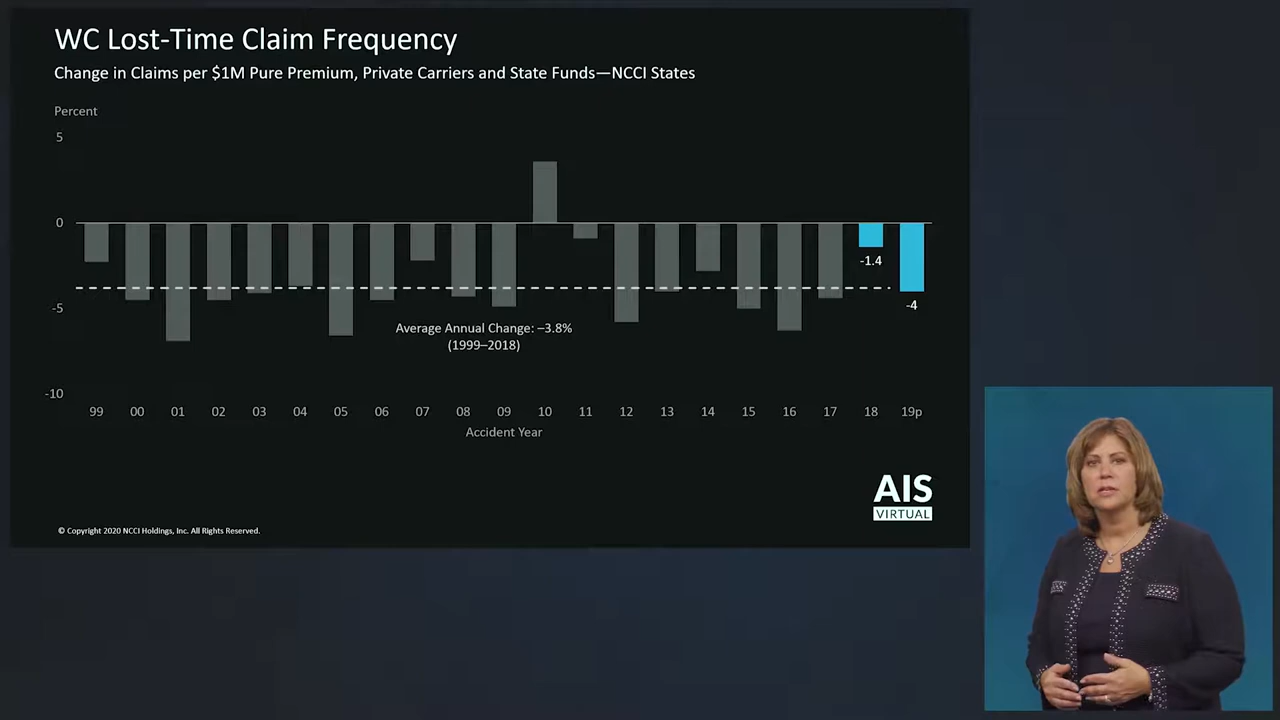 WC Lost-Time Claim Frequency
Change in Claims per $1M Pure Premium, Private Carriers and State Funds—NCCI States
Percent
5
0
-5
-10
-1.4
-4
Average Annual Change: –3.8%
(1999–2018)
99 00 01 02 03 04 05 06 07 08 09 10 11 12 13 14 15 16 17 18 19p
Accident Year
AIS
VIRTUAL
© Copyright 2020 NCCI Holdings, Inc. All Rights Reserved.